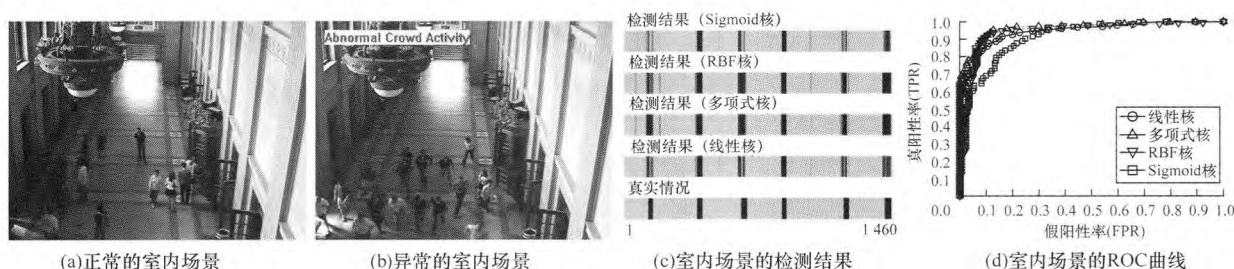 Abnormal Crowd Activity
检测结果 (Sigmoid核)
检测结果 (RBF核)
检测结果 (多项式核)
检测结果 (线性核)
真实情况
1
1 460
1.0
0.9
0.8
0.7
0.6
0.5
0.4
0.3
0.2
0.1
0.0
真阳性率(TPR)
线性核
多项式核
RBF核
Sigmoid核
0.1 0.2 0.3 0.4 0.5 0.6 0.7 0.8 0.9 1.0
假阳性率(FPR)
(a)正常的室内场景
(b)异常的室内场景
(c)室内场景的检测结果
(d)室内场景的ROC曲线